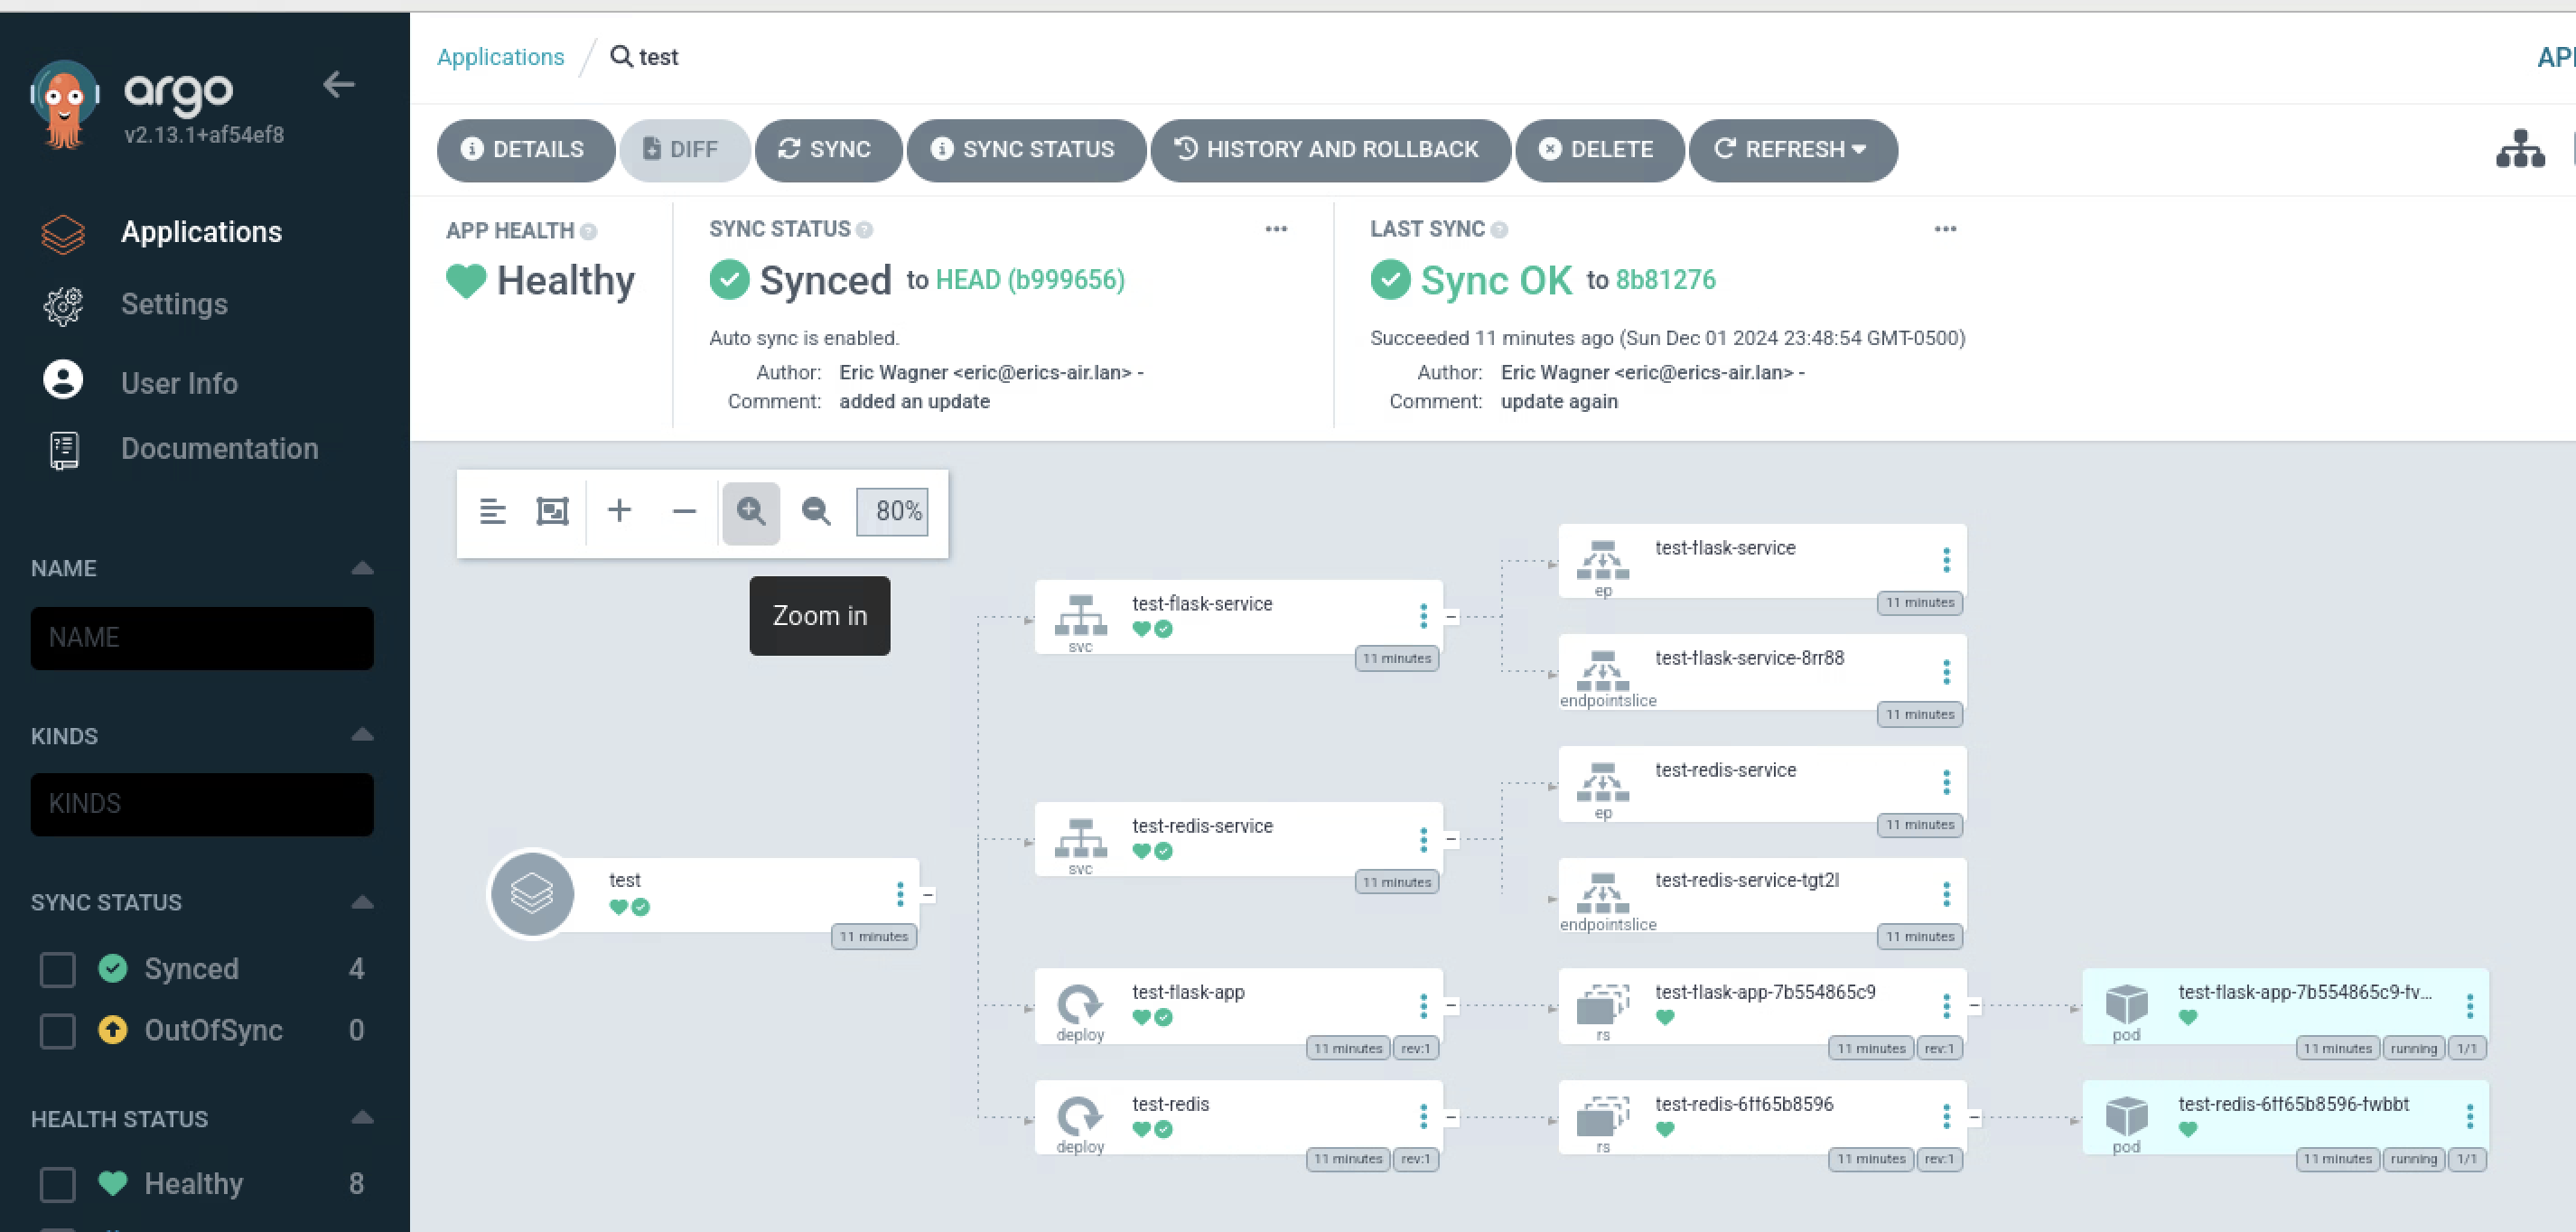 argo
v2.13.1+af54ef8
Applications
Settings
User Info
Documentation
NAME
NAME
KINDS
KINDS
SYNC STATUS
Synced 4
OutOfSync 0
HEALTH STATUS
Healthy 8
Applications / test
DETAILS DIFF SYNC SYNC STATUS HISTORY AND ROLLBACK DELETE REFRESH
APP HEALTH
Healthy
SYNC STATUS
Synced to HEAD (b999656)
Auto sync is enabled.
Author: Eric Wagner <eric@erics-air.lan> -
Comment: added an update
LAST SYNC
Sync OK to 8b81276
Succeeded 11 minutes ago (Sun Dec 01 2024 23:48:54 GMT-0500)
Author: Eric Wagner <eric@erics-air.lan> -
Comment: update again
80%
Zoom in
test
11 minutes
test-flask-service
svc
11 minutes
test-redis-service
svc
11 minutes
test-flask-app
deploy
11 minutes rev:1
test-redis
deploy
11 minutes rev:1
test-flask-service
ep
11 minutes
test-flask-service-8rr88
endpointslice
11 minutes
test-redis-service
ep
11 minutes
test-redis-service-tgt2l
endpointslice
11 minutes
test-flask-app-7b554865c9
rs
11 minutes rev:1
test-redis-6ff65b8596
rs
11 minutes rev:1
test-flask-app-7b554865c9-fv...
pod
11 minutes running 1/1
test-redis-6ff65b8596-fwbbt
pod
11 minutes running 1/1